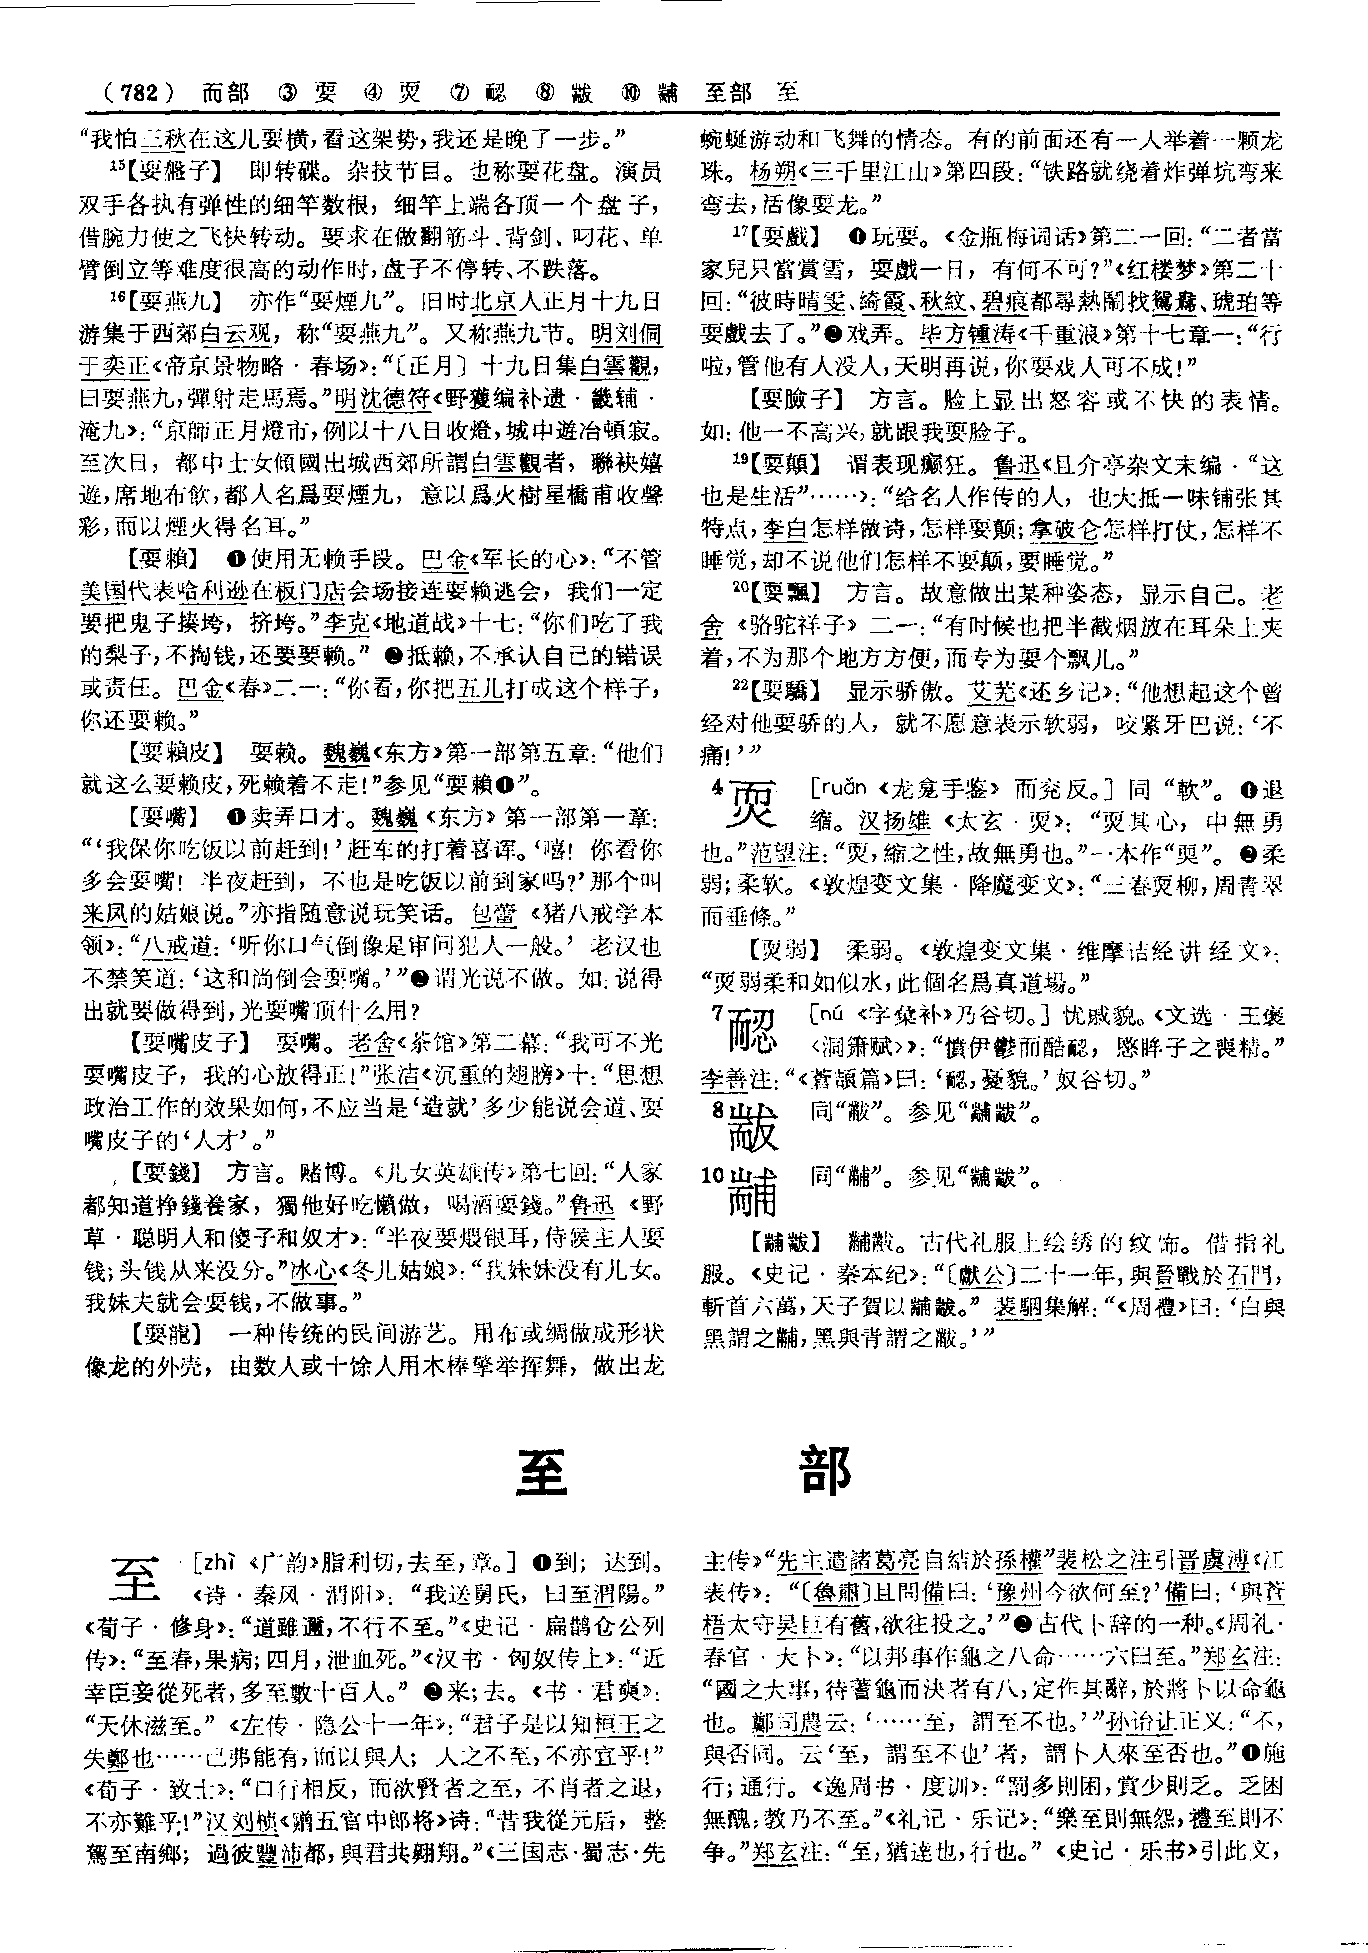 (782) 而部 ③ 耍 ④ 耎 ⑦ 䎡 ⑧ 黻 ⑩ 黼 至部 至
“我怕三秋在这儿耍横，看这架势，我还是晚了一步。”
¹⁵【耍盤子】 即转碟。杂技节目。也称耍花盘。演员
双手各执有弹性的细竿数根，细竿上端各顶一个盘子，
借腕力使之飞快转动。要求在做翻筋斗、背剑、叼花、单
臂倒立等难度很高的动作时，盘子不停转、不跌落。
¹⁶【耍燕九】 亦作“耍煙九”。旧时北京人正月十九日
游集于西郊白云观，称“耍燕九”。又称燕九节。明刘侗
于奕正《帝京景物略·春场》：“〔正月〕十九日集白雲觀，
曰耍燕九，彈射走馬焉。”明沈德符《野獲编补遗·畿辅·
淹九》：“京師正月燈市，例以十八日收燈，城中遊冶頓寂。
至次日，都中士女傾國出城西郊所謂白雲觀者，聯袂嬉
遊，席地布飲，都人名爲耍煙九，意以爲火樹星橋甫收聲
彩，而以煙火得名耳。”
【耍賴】 ❶使用无赖手段。巴金《军长的心》：“不管
美国代表哈利逊在板门店会场接连耍赖逃会，我们一定
要把鬼子揍垮，挤垮。”李克《地道战》十七：“你们吃了我
的梨子，不掏钱，还要耍赖。” ❷抵赖，不承认自己的错误
或责任。巴金《春》二一：“你看，你把五儿打成这个样子，
你还耍赖。”
【耍賴皮】 耍赖。魏巍《东方》第一部第五章：“他们
就这么耍赖皮，死赖着不走！”参见“耍賴❶”。
【耍嘴】 ❶卖弄口才。魏巍《东方》第一部第一章：
“‘我保你吃饭以前赶到！’赶车的打着喜诨。‘嘻！你看你
多会耍嘴！半夜赶到，不也是吃饭以前到家吗？’那个叫
来凤的姑娘说。”亦指随意说玩笑话。包蕾《猪八戒学本
领》：“八戒道：‘听你口气倒像是审问犯人一般。’老汉也
不禁笑道：‘这和尚倒会耍嘴。’”❷谓光说不做。如：说得
出就要做得到，光耍嘴顶什么用？
【耍嘴皮子】 耍嘴。老舍《茶馆》第二幕：“我可不光
耍嘴皮子，我的心放得正！”张洁《沉重的翅膀》十：“思想
政治工作的效果如何，不应当是‘造就’多少能说会道、耍
嘴皮子的‘人才’。”
【耍錢】 方言。赌博。《儿女英雄传》第七回：“人家
都知道挣錢養家，獨他好吃懶做，喝酒耍錢。”鲁迅《野
草·聪明人和傻子和奴才》：“半夜要煨银耳，侍候主人耍
钱；头钱从来没分。”冰心《冬儿姑娘》：“我妹妹没有儿女。
我妹夫就会耍钱，不做事。”
【耍龍】 一种传统的民间游艺。用布或绸做成形状
像龙的外壳，由数人或十馀人用木棒擎举挥舞，做出龙
蜿蜒游动和飞舞的情态。有的前面还有一人举着一颗龙
珠。杨朔《三千里江山》第四段：“铁路就绕着炸弹坑弯来
弯去，活像耍龙。”
¹⁷【耍戲】 ❶玩耍。《金瓶梅词话》第二一回：“二者當
家兒只當賞雪，耍戲一日，有何不可？”《红楼梦》第二十
回：“彼時晴雯、綺霞、秋紋、碧痕都尋熱鬧找鴛鴦、琥珀等
耍戲去了。”❷戏弄。毕方锺涛《千重浪》第十七章一：“行
啦，管他有人没人，天明再说，你耍戏人可不成！”
【耍臉子】 方言。脸上显出怒容或不快的表情。
如：他一不高兴，就跟我耍脸子。
¹⁹【耍顛】 谓表现癫狂。鲁迅《且介亭杂文末编·“这
也是生活”……》：“给名人作传的人，也大抵一味铺张其
特点，李白怎样做诗，怎样耍颠；拿破仑怎样打仗，怎样不
睡觉，却不说他们怎样不耍颠，要睡觉。”
²⁰【耍飄】 方言。故意做出某种姿态，显示自己。老
舍《骆驼祥子》二一：“有时候也把半截烟放在耳朵上夹
着，不为那个地方方便，而专为耍个飘儿。”
²²【耍驕】 显示骄傲。艾芜《还乡记》：“他想起这个曾
经对他耍骄的人，就不愿意表示软弱，咬紧牙巴说：‘不
痛！’”
4 耎 [ruǎn 《龙龛手鉴》 而兖反。]同“軟”。❶退
缩。汉扬雄《太玄·耎》：“耎其心，中無勇
也。”范望注：“耎，縮之性，故無勇也。”一本作“䙴”。❷柔
弱；柔软。《敦煌变文集·降魔变文》：“三春耎柳，周青翠
而垂條。”
【耎弱】 柔弱。《敦煌变文集·维摩诘经讲经文》：
“耎弱柔和如似水，此個名爲真道場。”
7 䎡 [nǜ 《字彙补》乃谷切。]忧戚貌。《文选·王褒
《洞箫赋》》：“憤伊鬱而酷䎡，愍眸子之喪精。”
李善注：“《蒼頡篇》曰：‘䎡，憂貌。’奴谷切。”
8 黻 同“黻”。参见“黼黻”。
10 黼 同“黼”。参见“黼黻”。
【黼黻】 黼黻。古代礼服上绘绣的纹饰。借指礼
服。《史记·秦本纪》：“〔獻公〕二十一年，與晉戰於石門，
斬首六萬，天子賀以黼黻。”裴駰集解：“《周禮》曰：‘白與
黑謂之黼，黑與青謂之黻。’”
至 部
至 [zhì 《广韵》脂利切，去至，章。]❶到；达到。
《诗·秦风·渭阳》：“我送舅氏，曰至渭陽。”
《荀子·修身》：“道雖邇，不行不至。”《史记·扁鹊仓公列
传》：“至春，果病；四月，泄血死。”《汉书·匈奴传上》：“近
幸臣妾從死者，多至數十百人。” ❷来；去。《书·君奭》：
“天休滋至。”《左传·隐公十一年》：“君子是以知桓王之
失鄭也……己弗能有，而以與人；人之不至，不亦宜乎！”
《荀子·致士》：“口行相反，而欲賢者之至，不肖者之退，
不亦難乎！”汉刘桢《赠五官中郎将》诗：“昔我從元后，整
駕至南鄉；過彼豐沛都，與君共翱翔。”《三国志·蜀志·先
主传》“先主遣諸葛亮自結於孫權”裴松之注引晋虞溥《江
表传》：“〔魯肅〕且問備曰：‘豫州今欲何至？’備曰：‘與蒼
梧太守吴巨有舊，欲往投之。’”❸古代卜辞的一种。《周礼·
春官·大卜》：“以邦事作龜之八命……六曰至。”郑玄注：
“國之大事，待蓍龜而決者有八，定作其辭，於將卜以命龜
也。鄭司農云：‘……至，謂至不也。’”孙诒让正义：“不，
與否同。云‘至，謂至不也’者，謂卜人來至否也。”❹施
行；通行。《逸周书·度训》：“罰多則困，賞少則乏。乏困
無醜，教乃不至。”《礼记·乐记》：“樂至則無怨，禮至則不
争。”郑玄注：“至，猶達也，行也。” 《史记·乐书》引此文，